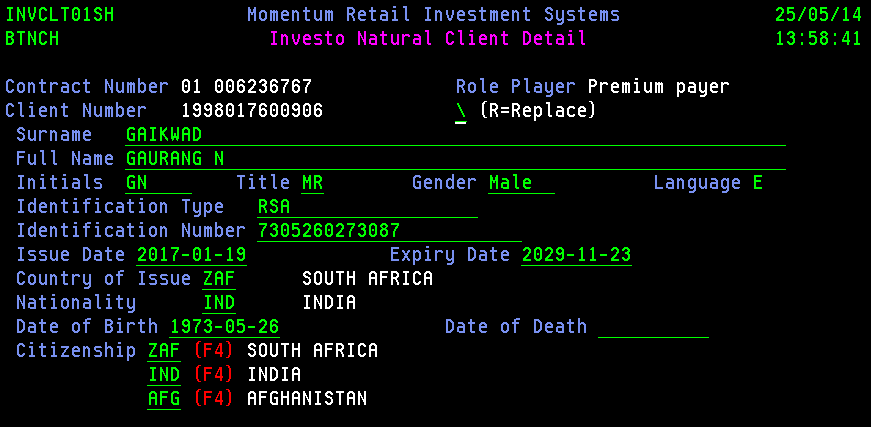 INVCLT01SH Momentum Retail Investment Systems 25/05/14
BTNCH Investo Natural Client Detail 13:58:41
Contract Number 01 006236767 Role Player Premium payer
Client Number 1998017600906 \ (R=Replace)
Surname GAIKWAD
Full Name GAURANG N
Initials GN Title MR Gender Male Language E
Identification Type RSA
Identification Number 7305260273087
Issue Date 2017-01-19 Expiry Date 2029-11-23
Country of Issue ZAF SOUTH AFRICA
Nationality IND INDIA
Date of Birth 1973-05-26 Date of Death
Citizenship ZAF (F4) SOUTH AFRICA
IND (F4) INDIA
AFG (F4) AFGHANISTAN